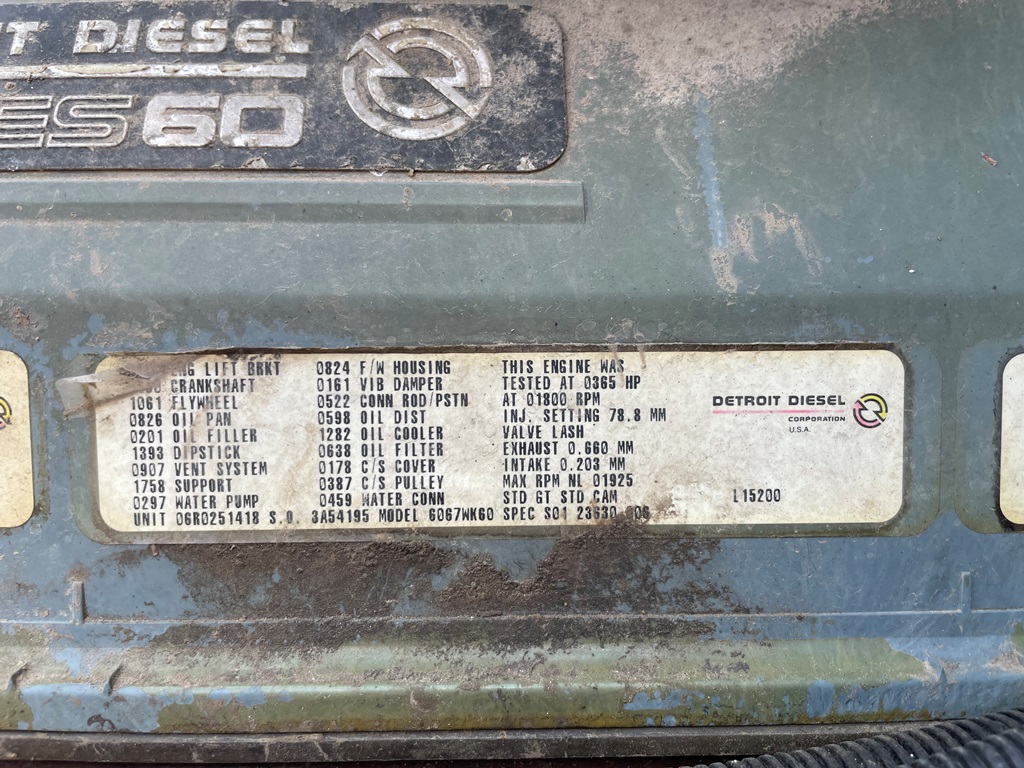 T DIESEL
ES 60
ENG LIFT BRKT 0824 F/W HOUSING THIS ENGINE WAS
CRANKSHAFT 0161 VIB DAMPER TESTED AT 0365 HP
1061 FLYWHEEL 0522 CONN ROD/PSTN AT 01800 RPM
0826 OIL PAN 0598 OIL DIST INJ. SETTING 78.8 MM
0201 OIL FILLER 1282 OIL COOLER VALVE LASH
1393 DIPSTICK 0638 OIL FILTER EXHAUST 0.660 MM
0907 VENT SYSTEM 0178 C/S COVER INTAKE 0.203 MM
1758 SUPPORT 0387 C/S PULLEY MAX RPM NL 01925
0297 WATER PUMP 0459 WATER CONN STD GT STD CAM L15200
UNIT 06R0251418 S.O. 3A54195 MODEL 6067WK60 SPEC S01 23630
DETROIT DIESEL
CORPORATION
U.S.A.